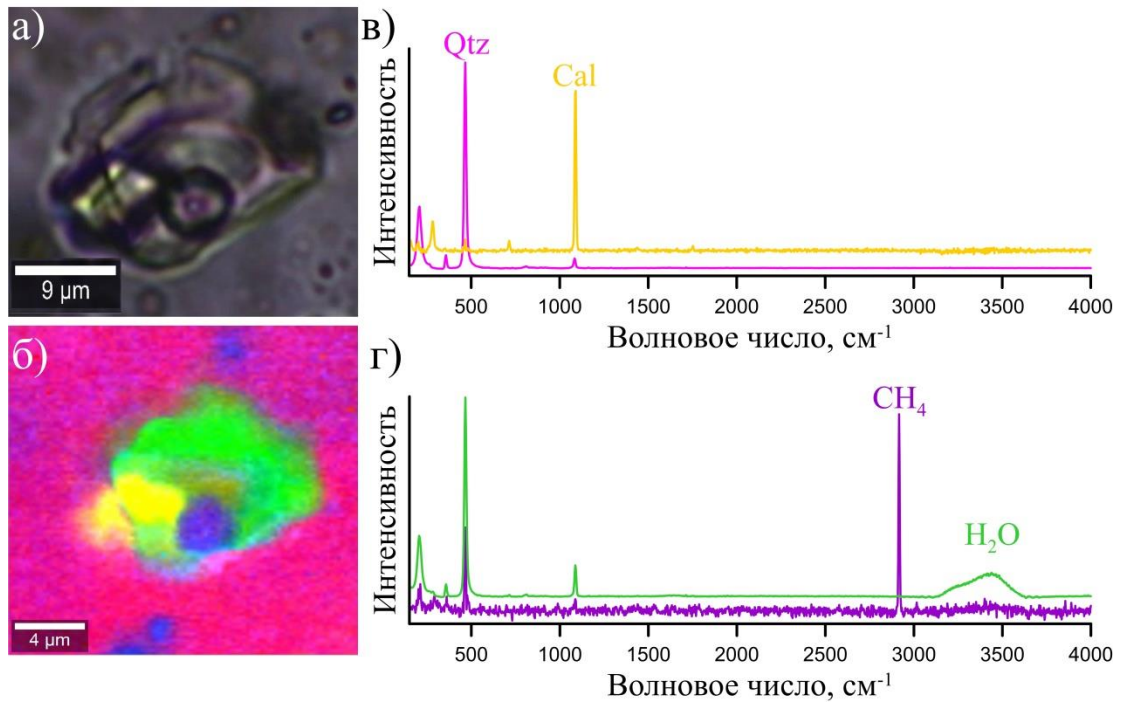 а)
9 µm
б)
4 µm
в)
Интенсивность
Qtz
Cal
500 1000 1500 2000 2500 3000 3500 4000
Волновое число, см⁻¹
г)
Интенсивность
CH₄
H₂O
500 1000 1500 2000 2500 3000 3500 4000
Волновое число, см⁻¹